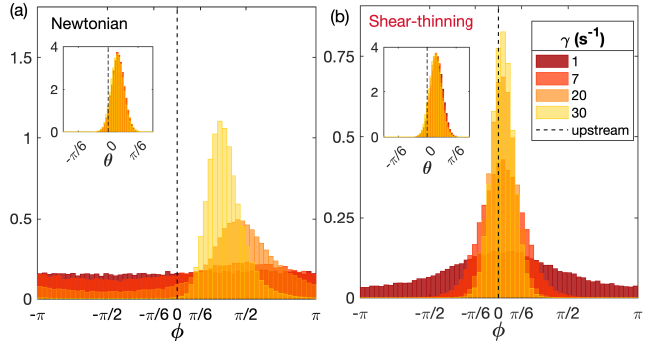 (a)
Newtonian
1.5
1
0.5
0
4
2
0
-π/6
0
π/6
θ
-π
-π/2
-π/6
0
π/6
π/2
π
ϕ
(b)
Shear-thinning
0.75
0.5
0.25
0
4
2
0
-π/6
0
π/6
θ
γ (s⁻¹)
1
7
20
30
upstream
-π
-π/2
-π/6
0
π/6
π/2
π
ϕ